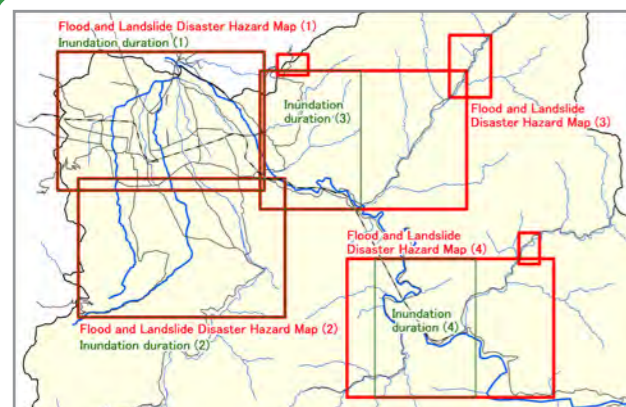 Flood and Landslide Disaster Hazard Map (1)
Inundation duration (1)
Inundation
duration (3)
Flood and Landslide
Disaster Hazard Map (3)
Flood and Landslide
Disaster Hazard Map (4)
Inundation
duration (4)
Flood and Landslide Disaster Hazard Map (2)
Inundation duration (2)